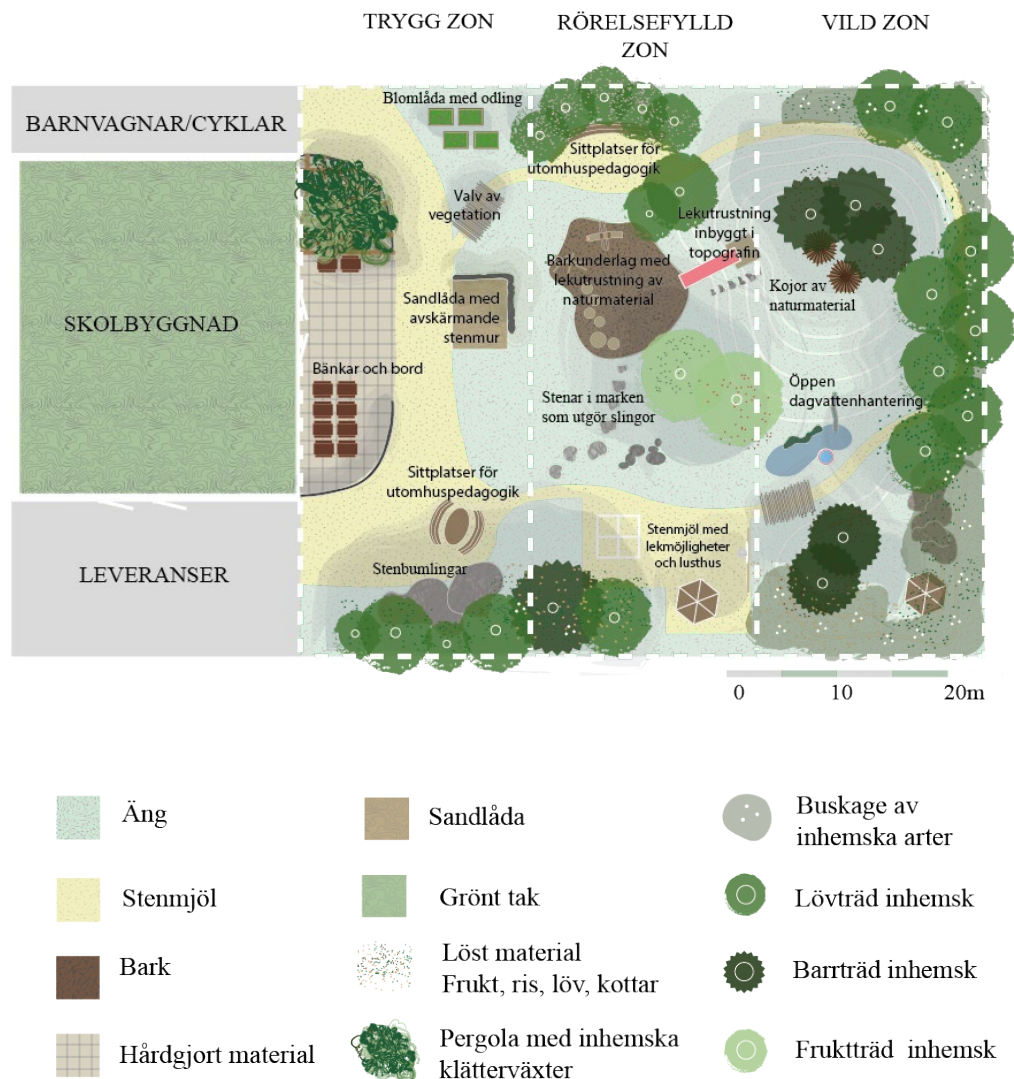 TRYGG ZON
RÖRELSEFYLLD
ZON
VILD ZON
BARNVAGNAR/CYKLAR
Blomlåda med odling
Sittplatser för
utomhuspedagogik
Valv av
vegetation
Lekutrustning
inbyggt i
topografin
Barkunderlag med
lekutrustning av
naturmaterial
Kojor av
naturmaterial
SKOLBYGGNAD
Sandlåda med
avskärmande
stenmur
Bänkar och bord
Öppen
dagvattenhantering
Stenar i marken
som utgör slingor
Sittplatser för
utomhuspedagogik
Stenmjöl med
lekmöjligheter
och lusthus
LEVERANSER
Stenbumlingar
0 10 20m
Äng
Sandlåda
Buskage av
inhemska arter
Stenmjöl
Grönt tak
Lövträd inhemsk
Bark
Löst material
Frukt, ris, löv, kottar
Barrträd inhemsk
Hårdgjort material
Pergola med inhemska
klätterväxter
Fruktträd inhemsk